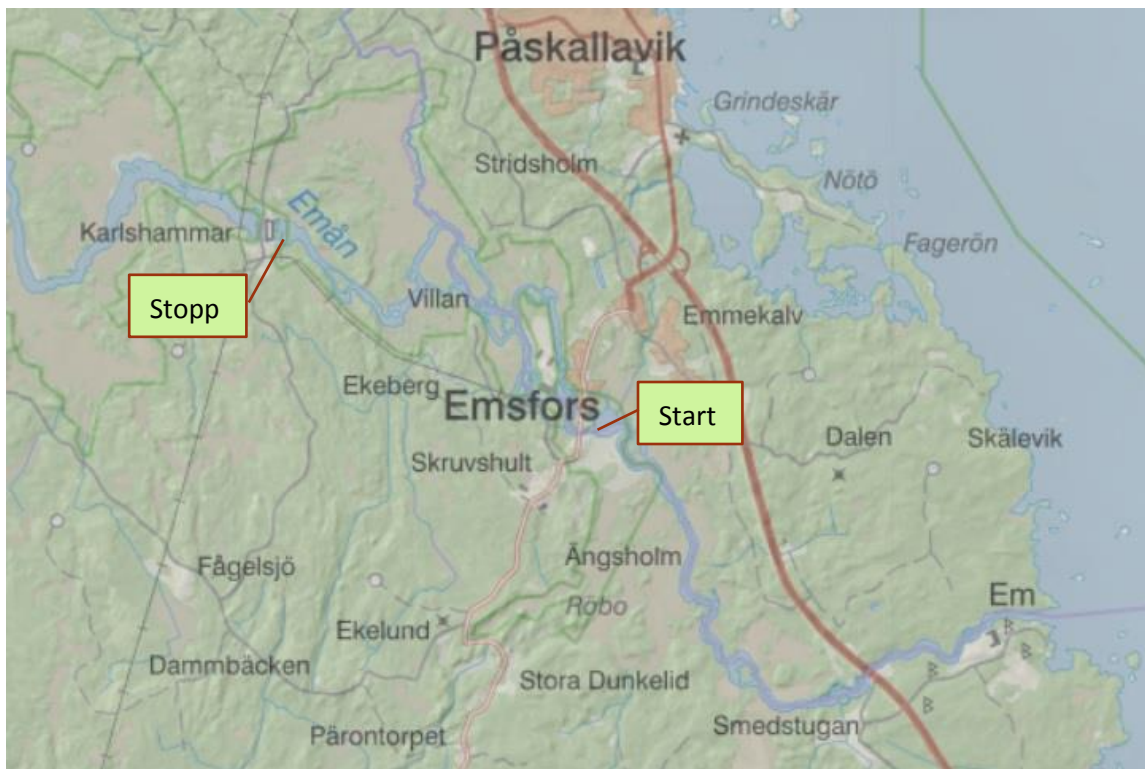 Påskallavik
Grindeskär
Stridsholm
Nötö
Emån
Karlshammar
Fagerön
Stopp
Villan
Emmekalv
Ekeberg
Emsfors
Start
Dalen
Skälevik
Skruvshult
Fågelsjö
Ängsholm
Em
Röbo
Ekelund
Dammbäcken
Stora Dunkelid
Smedstugan
Pärontorpet